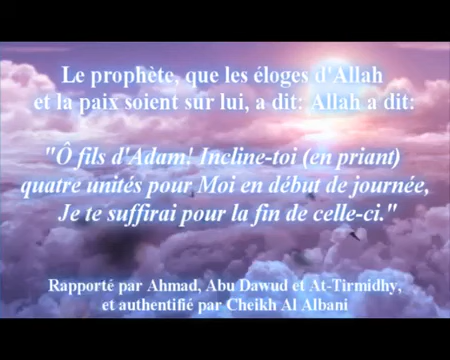 Le prophète, que les éloges d'Allah
et la paix soient sur lui, a dit: Allah a dit:
"Ô fils d'Adam! Incline-toi (en priant)
quatre unités pour Moi en début de journée,
Je te suffirai pour la fin de celle-ci."
Rapporté par Ahmad, Abu Dawud et At-Tirmidhy,
et authentifié par Cheikh Al Albani